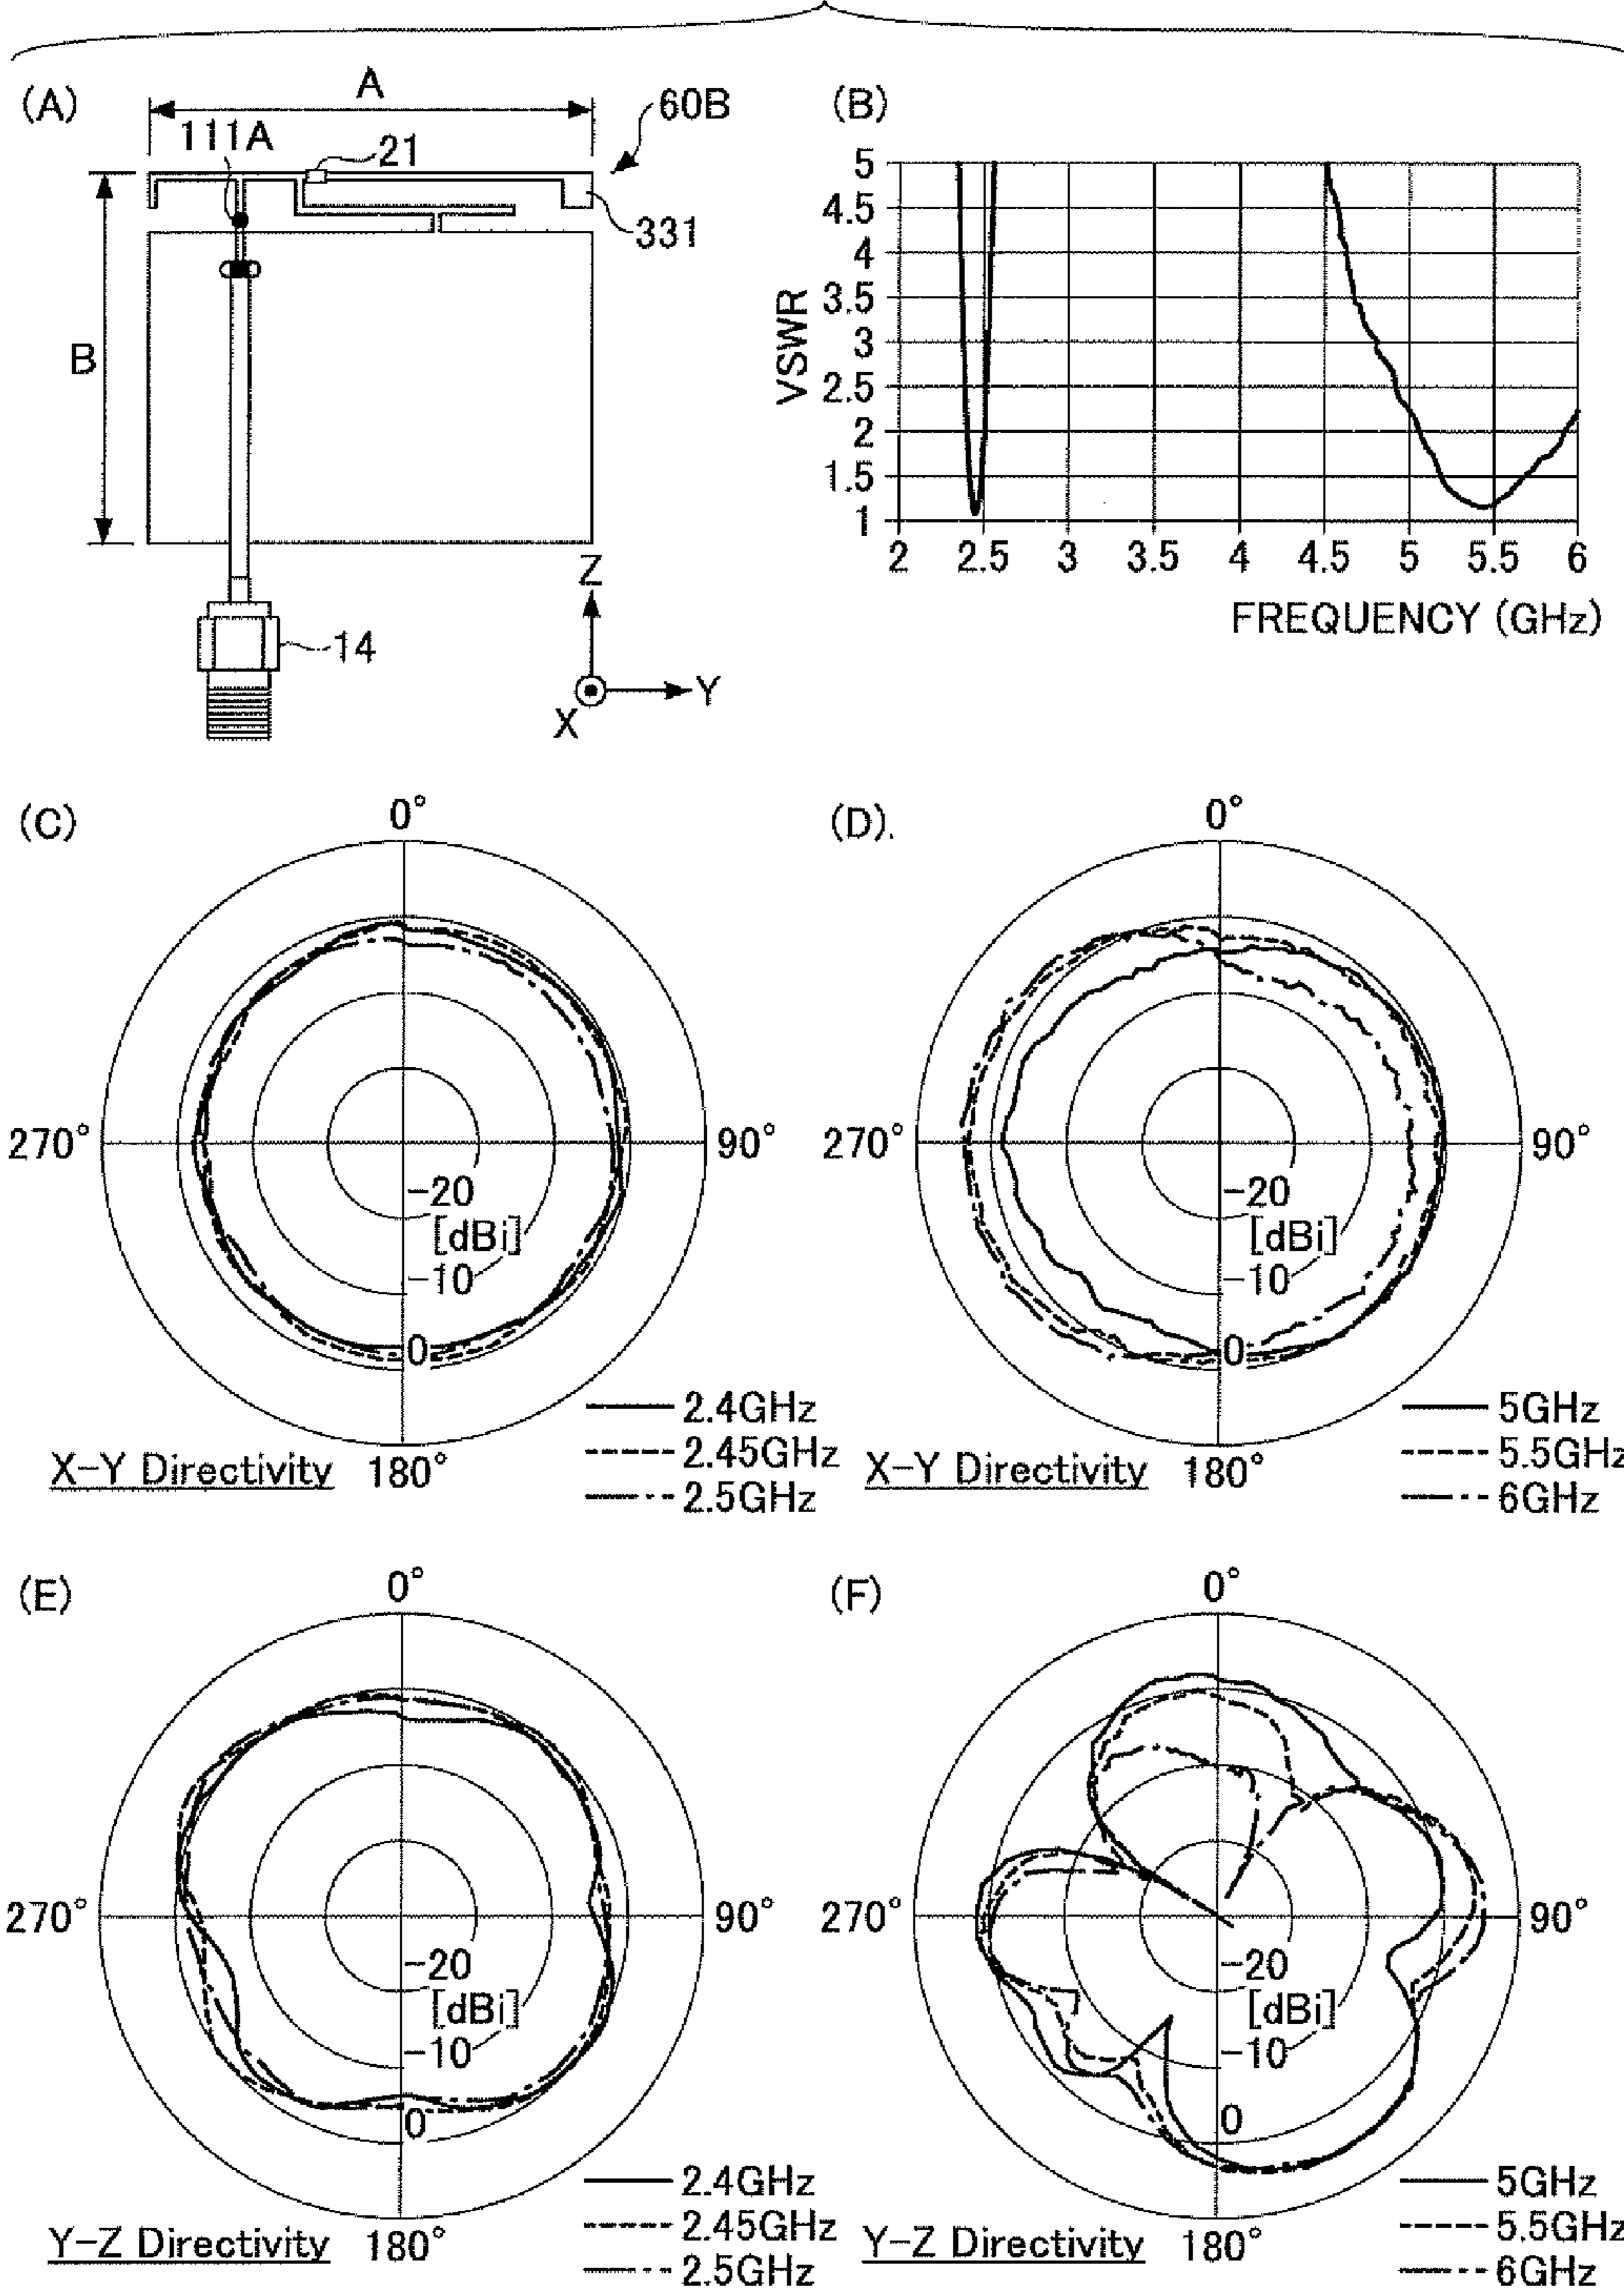 (A)
A
60B
111A
21
331
B
14
Z
Y
X
(B)
VSWR
5
4.5
4
3.5
3
2.5
2
1.5
1
2 2.5 3 3.5 4 4.5 5 5.5 6
FREQUENCY (GHz)
(C)
0°
270°
90°
-20
[dBi]
-10
0
180°
X-Y Directivity
2.4GHz
2.45GHz
2.5GHz
(D).
0°
270°
90°
-20
[dBi]
-10
0
180°
X-Y Directivity
5GHz
5.5GHz
6GHz
(E)
0°
270°
90°
-20
[dBi]
-10
0
180°
Y-Z Directivity
2.4GHz
2.45GHz
2.5GHz
(F)
0°
270°
90°
-20
[dBi]
-10
0
180°
Y-Z Directivity
5GHz
5.5GHz
6GHz